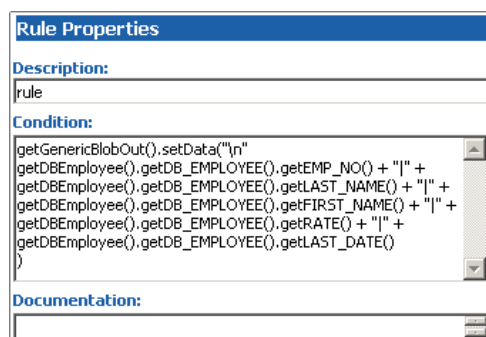 Rule Properties
Description:
rule
Condition:
getGenericBlobOut().setData("\n"
getDBEmployee().getDB_EMPLOYEE().getEMP_NO() + "|" +
getDBEmployee().getDB_EMPLOYEE().getLAST_NAME() + "|" +
getDBEmployee().getDB_EMPLOYEE().getFIRST_NAME() + "|" +
getDBEmployee().getDB_EMPLOYEE().getRATE() + "|" +
getDBEmployee().getDB_EMPLOYEE().getLAST_DATE()
)
Documentation: